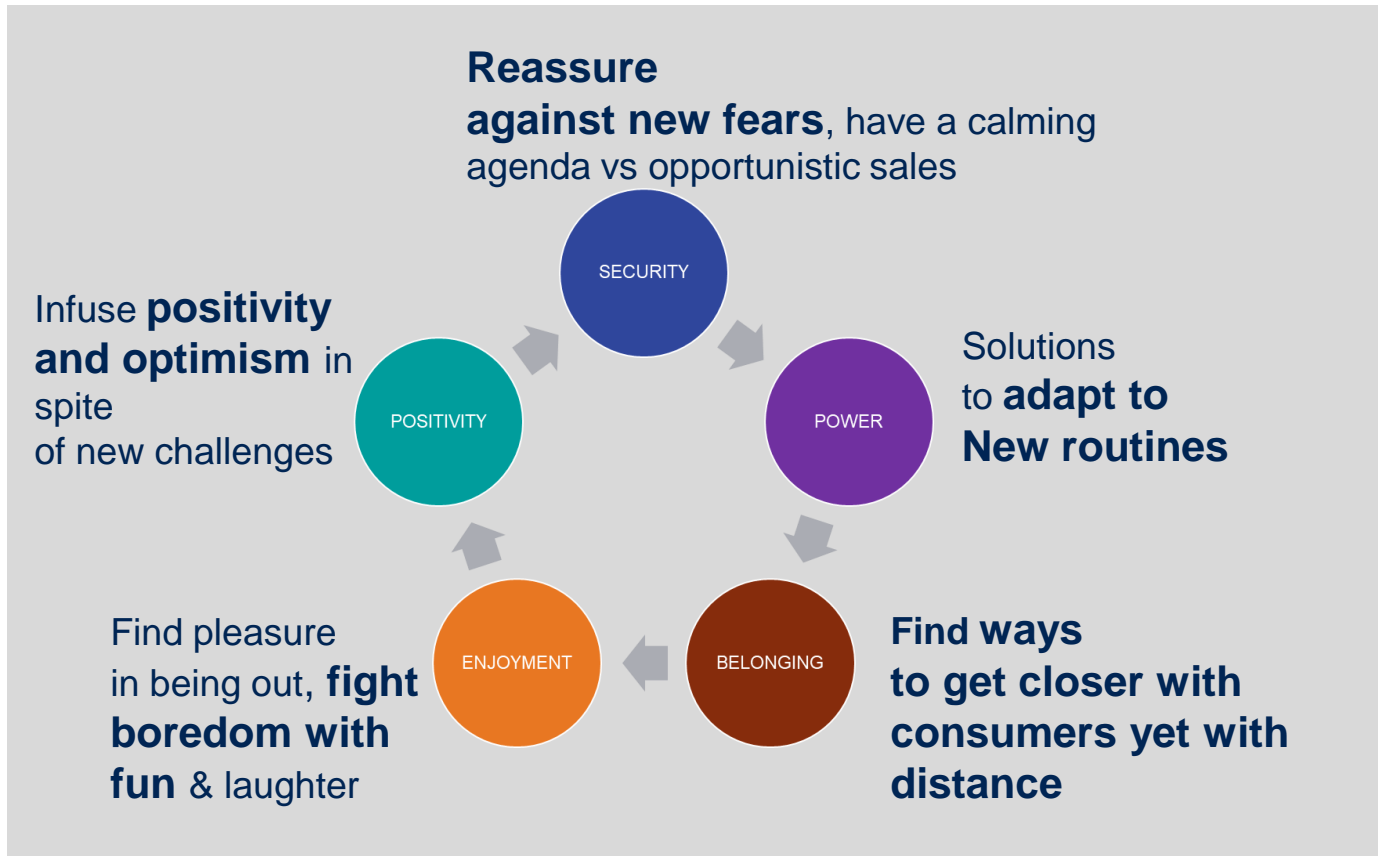 Reassure
against new fears, have a calming
agenda vs opportunistic sales
SECURITY
Infuse positivity
and optimism in
spite
of new challenges
POSITIVITY
POWER
Solutions
to adapt to
New routines
Find pleasure
in being out, fight
boredom with
fun & laughter
ENJOYMENT
BELONGING
Find ways
to get closer with
consumers yet with
distance